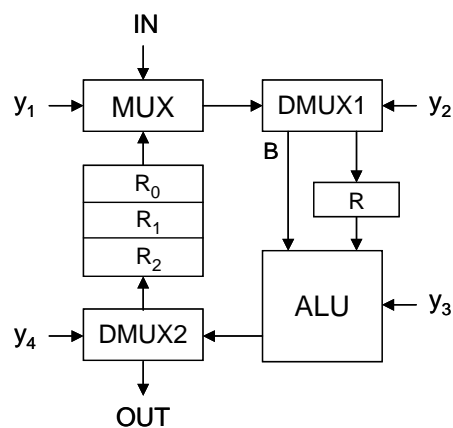 IN
y₁ MUX DMUX1 y₂
B
R₀
R
R₁
R₂
ALU y₃
y₄ DMUX2
OUT